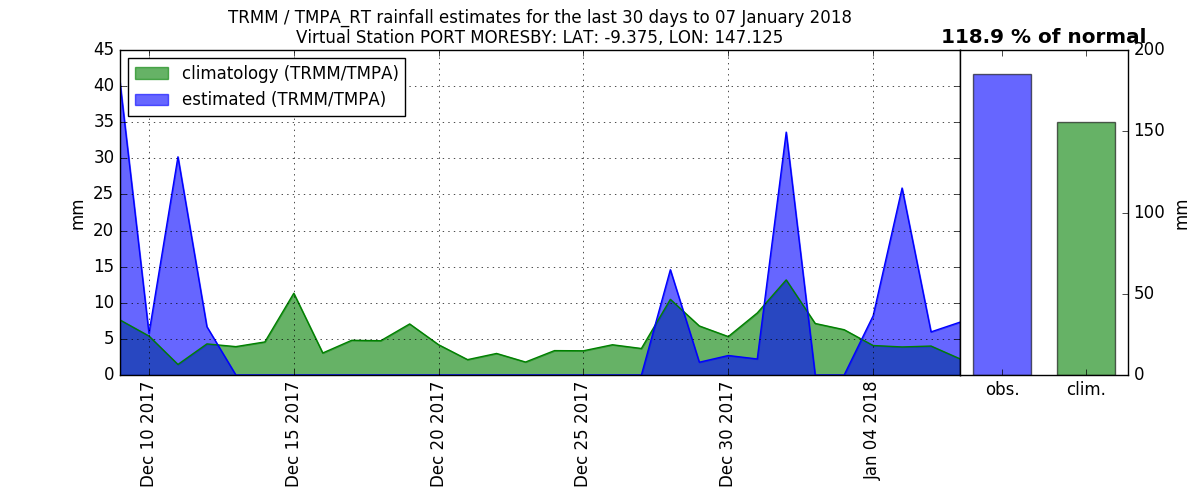 TRMM / TMPA_RT rainfall estimates for the last 30 days to 07 January 2018
Virtual Station PORT MORESBY: LAT: -9.375, LON: 147.125
118.9 % of normal
climatology (TRMM/TMPA)
estimated (TRMM/TMPA)
45
40
35
30
25
20
15
10
5
0
mm
Dec 10 2017
Dec 15 2017
Dec 20 2017
Dec 25 2017
Dec 30 2017
Jan 04 2018
200
150
100
50
0
mm
obs.
clim.